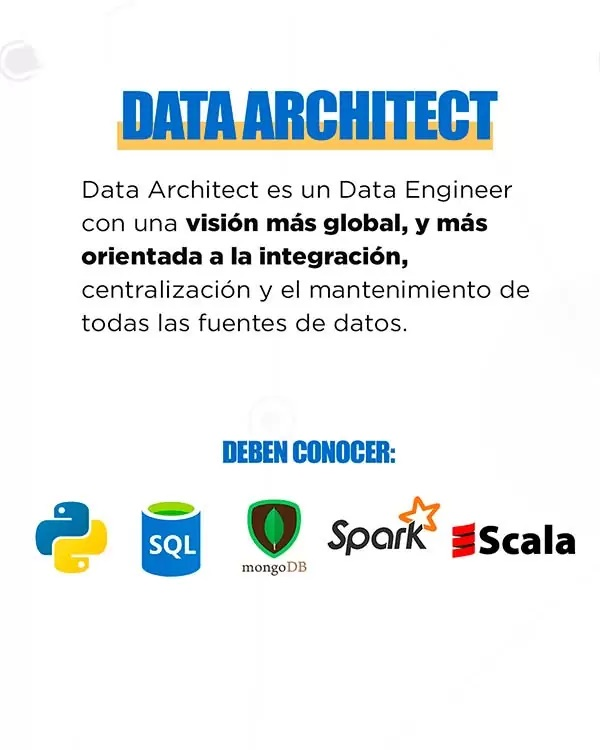 DATA ARCHITECT
Data Architect es un Data Engineer
con una visión más global, y más
orientada a la integración,
centralización y el mantenimiento de
todas las fuentes de datos.
DEBEN CONOCER:
SQL
mongoDB
Spark
Scala